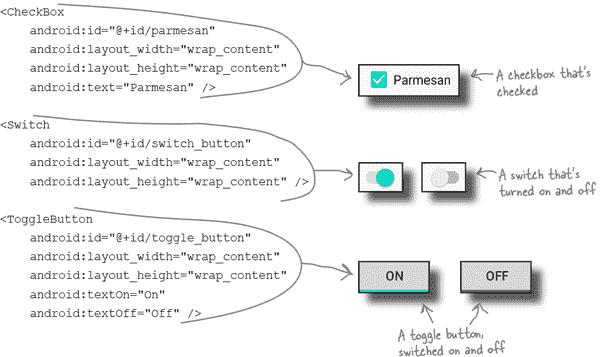 <CheckBox
android:id="@+id/parmesan"
android:layout_width="wrap_content"
android:layout_height="wrap_content"
android:text="Parmesan" />
Parmesan
A checkbox that's
checked
<Switch
android:id="@+id/switch_button"
android:layout_width="wrap_content"
android:layout_height="wrap_content" />
A switch that's
turned on and off
<ToggleButton
android:id="@+id/toggle_button"
android:layout_width="wrap_content"
android:layout_height="wrap_content"
android:textOn="On"
android:textOff="Off" />
ON
OFF
A toggle button,
switched on and off